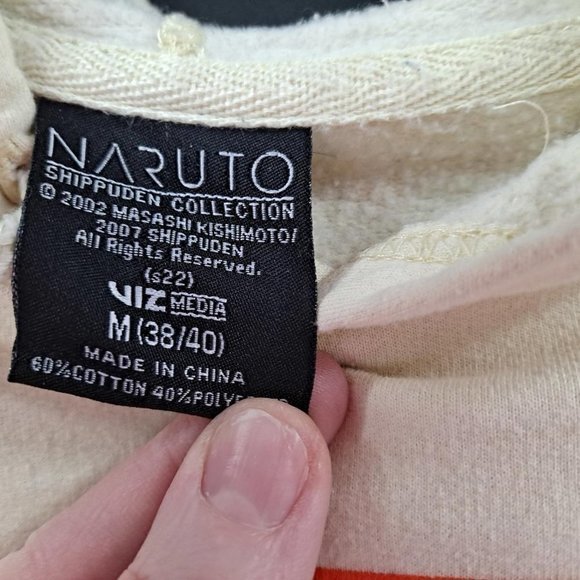 NARUTO
SHIPPUDEN COLLECTION
© 2002 MASASHI KISHIMOTO/
2007 SHIPPUDEN
All Rights Reserved.
(s22)
VIZ MEDIA
M (38/40)
MADE IN CHINA
60%COTTON 40%